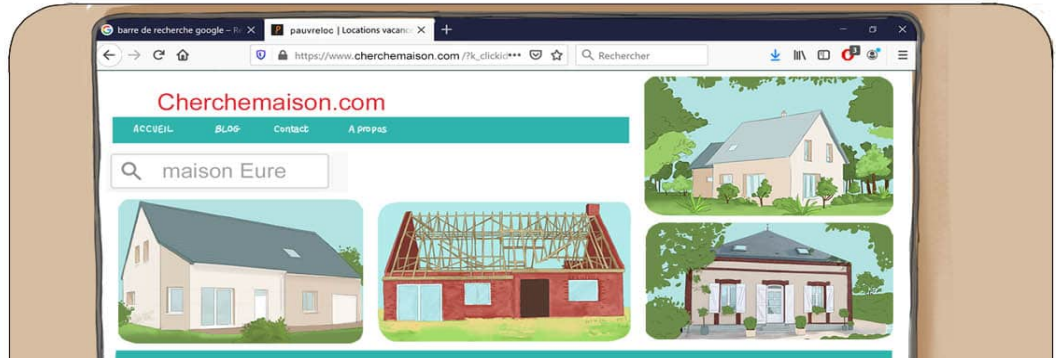 barre de recherche google – R
pauvreloc | Locations vacanc
https://www.cherchemaison.com /?k_clickid•••
Rechercher
3
Cherchemaison.com
ACCUEIL BLOG Contact A propos
maison Eure